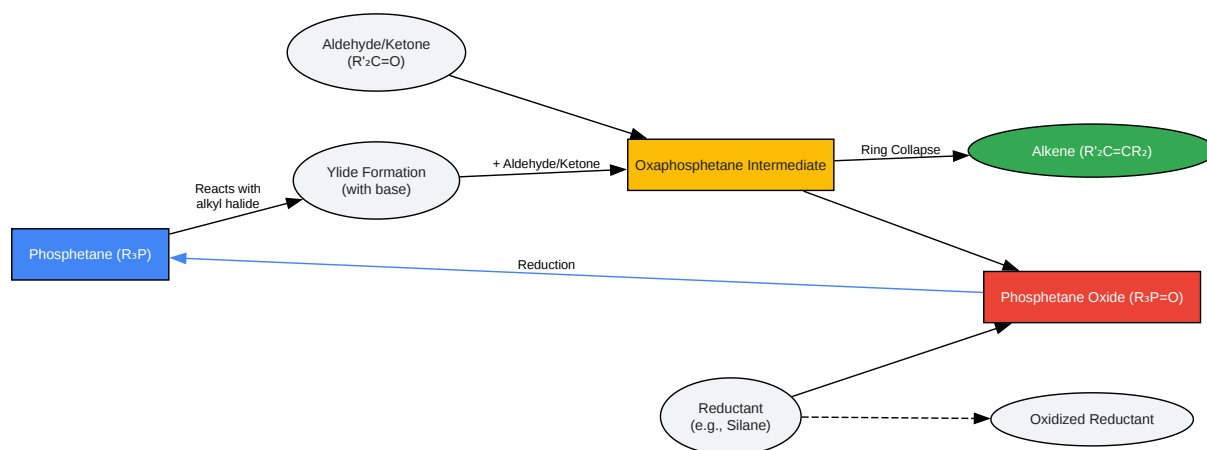 Aldehyde/Ketone
(R'₂C=O)
Ylide Formation
(with base)
+ Aldehyde/Ketone
Oxaphosphetane Intermediate
Ring Collapse
Alkene (R'₂C=CR₂)
Reacts with
alkyl halide
Phosphetane (R₃P)
Reduction
Phosphetane Oxide (R₃P=O)
Reductant
(e.g., Silane)
Oxidized Reductant